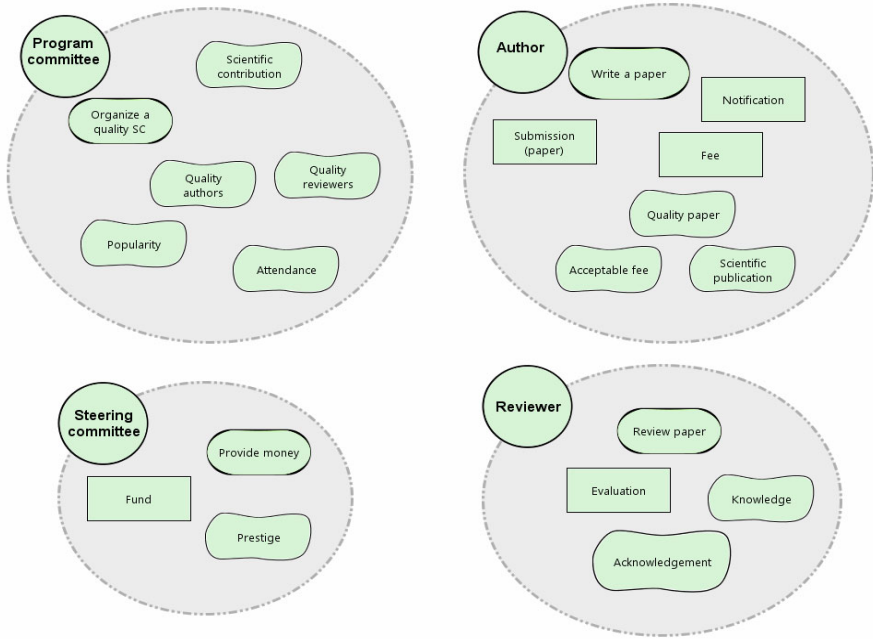 Program
committee
Scientific
contribution
Organize a
quality SC
Quality
authors
Quality
reviewers
Popularity
Attendance
Author
Write a paper
Notification
Submission
(paper)
Fee
Quality paper
Acceptable fee
Scientific
publication
Steering
committee
Provide money
Fund
Prestige
Reviewer
Review paper
Evaluation
Knowledge
Acknowledgement